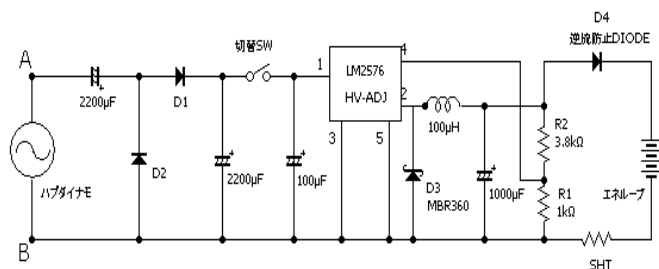 D4
逆流防止DIODE
A
切替SW
2200μF
D1
1
LM2576
HV-ADJ
4
2
3
5
100μH
R2
3.8kΩ
ハブダイナモ
D2
2200μF
100μF
D3
MBR360
1000μF
R1
1kΩ
エネループ
B
SHT